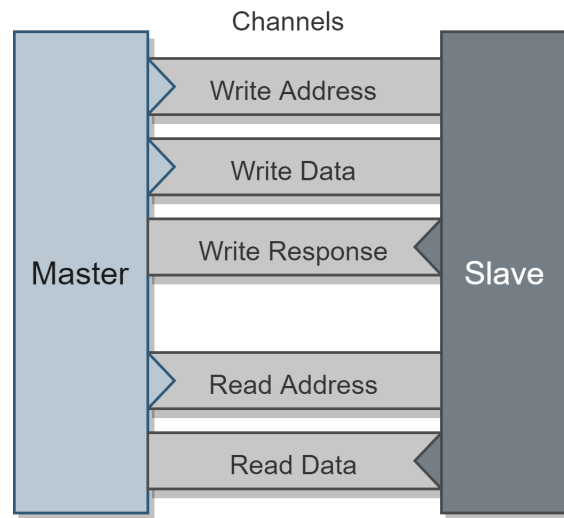 Channels
Write Address
Write Data
Write Response
Master
Slave
Read Address
Read Data